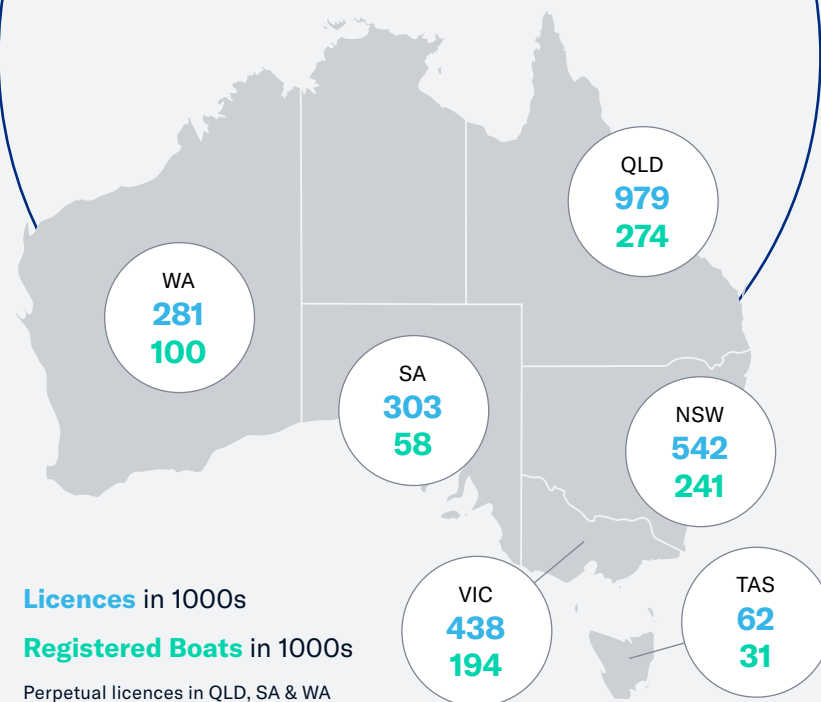 QLD
979
274
WA
281
100
SA
303
58
NSW
542
241
VIC
438
194
TAS
62
31
Licences in 1000s
Registered Boats in 1000s
Perpetual licences in QLD, SA & WA